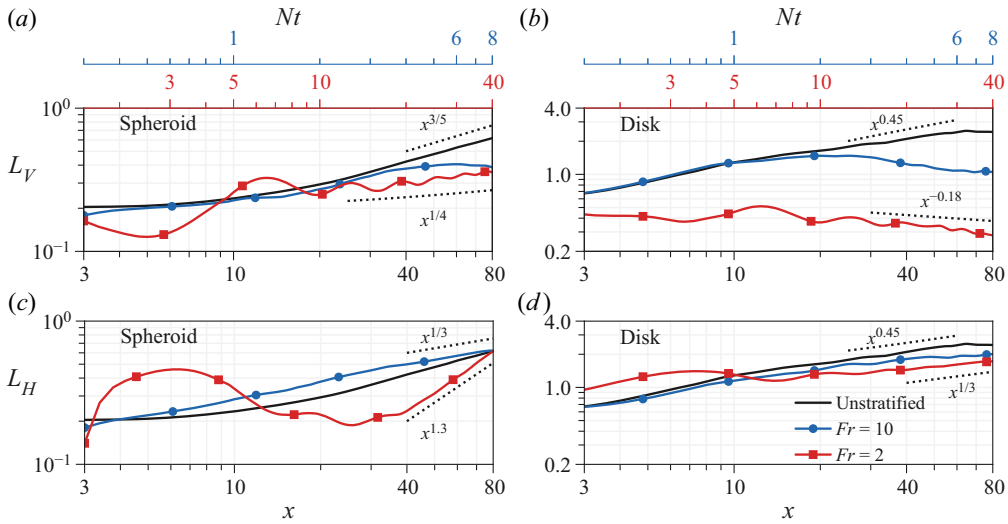 (a) Nt (b) Nt
1 6 8 1 6 8
3 5 10 40 3 5 10 40
10^0 Spheroid x^{3/5} 4.0 Disk x^{0.45}
L_V 1.0
x^{1/4} x^{-0.18}
10^{-1} 0.2
3 10 40 80 3 10 40 80
(c) (d)
10^0 Spheroid x^{1/3} 4.0 Disk x^{0.45}
L_H 1.0 x^{1/3}
Unstratified
x^{1.3} Fr = 10
10^{-1} 0.2 Fr = 2
3 10 40 80 3 10 40 80
x x